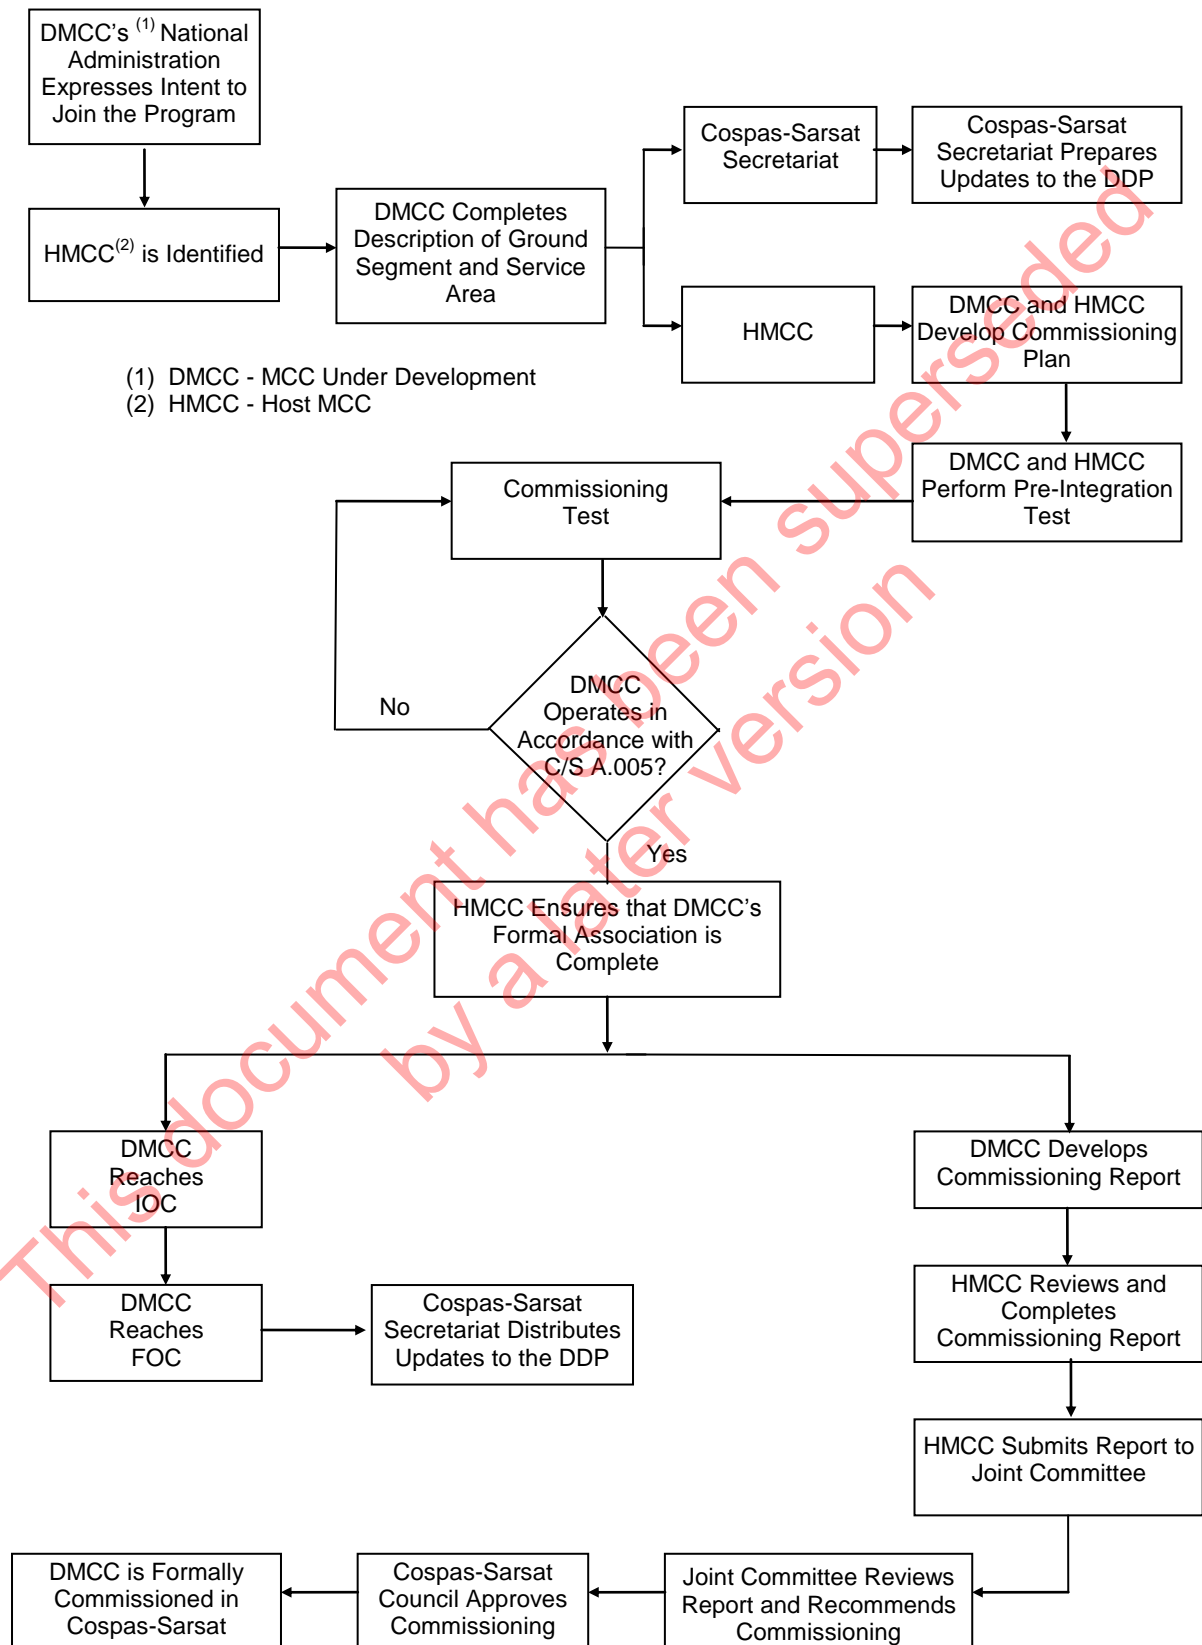 DMCC's (1) National
Administration
Expresses Intent to
Join the Program
HMCC(2) is Identified
DMCC Completes
Description of Ground
Segment and Service
Area
Cospas-Sarsat
Secretariat
Cospas-Sarsat
Secretariat Prepares
Updates to the DDP
HMCC
DMCC and HMCC
Develop Commissioning
Plan
(1) DMCC - MCC Under Development
(2) HMCC - Host MCC
DMCC and HMCC
Perform Pre-Integration
Test
Commissioning
Test
DMCC
Operates in
Accordance with
C/S A.005?
No
Yes
HMCC Ensures that DMCC's
Formal Association is
Complete
DMCC
Reaches
IOC
DMCC
Reaches
FOC
Cospas-Sarsat
Secretariat Distributes
Updates to the DDP
DMCC Develops
Commissioning Report
HMCC Reviews and
Completes
Commissioning Report
HMCC Submits Report to
Joint Committee
Joint Committee Reviews
Report and Recommends
Commissioning
Cospas-Sarsat
Council Approves
Commissioning
DMCC is Formally
Commissioned in
Cospas-Sarsat
This document has been superseded
by a later version